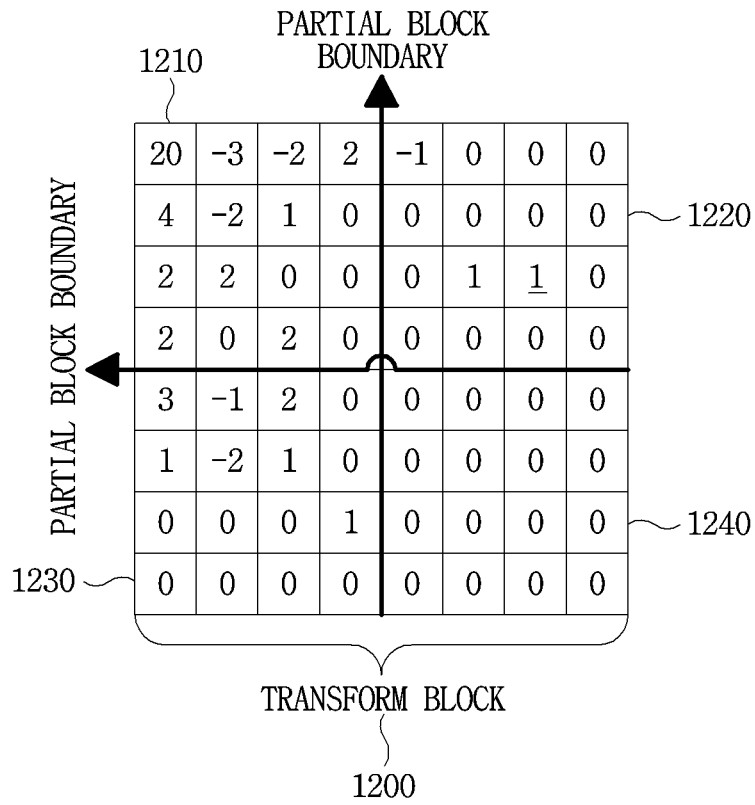 PARTIAL BLOCK
BOUNDARY
1210
20 -3 -2 2 -1 0 0 0
4 -2 1 0 0 0 0 0
1220
2 2 0 0 0 1 1 0
2 0 2 0 0 0 0 0
PARTIAL BLOCK BOUNDARY
3 -1 2 0 0 0 0 0
1 -2 1 0 0 0 0 0
0 0 0 1 0 0 0 0
1240
1230
0 0 0 0 0 0 0 0
TRANSFORM BLOCK
1200